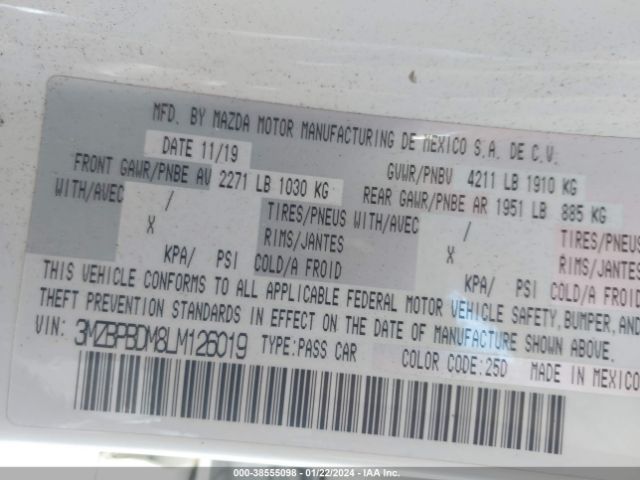 MFD. BY MAZDA MOTOR MANUFACTURING DE MEXICO S.A. DE C.V.
DATE 11/19 GVWR/PNBV 4211 LB 1910 KG
FRONT GAWR/PNBE AV 2271 LB 1030 KG REAR GAWR/PNBE AR 1951 LB 885 KG
WITH/AVEC / TIRES/PNEUS WITH/AVEC / TIRES/PNEUS
X RIMS/JANTES X RIMS/JANTES
KPA/ PSI COLD/A FROID KPA/ PSI COLD/A FROID
THIS VEHICLE CONFORMS TO ALL APPLICABLE FEDERAL MOTOR VEHICLE SAFETY, BUMPER, AND
THEFT PREVENTION STANDARDS IN EFFECT ON THE DATE OF MANUFACTURE SHOWN ABOVE.
VIN: 3MZBPBDM8LM126019 TYPE:PASS CAR COLOR CODE:25D MADE IN MEXICO
000-38555098 - 01/22/2024 - IAA Inc.